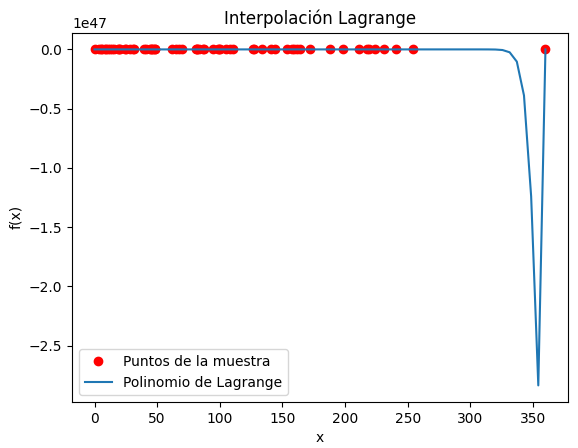 Interpolación Lagrange
1e47
0.0
-0.5
-1.0
-1.5
-2.0
-2.5
f(x)
Puntos de la muestra
Polinomio de Lagrange
0 50 100 150 200 250 300 350
x